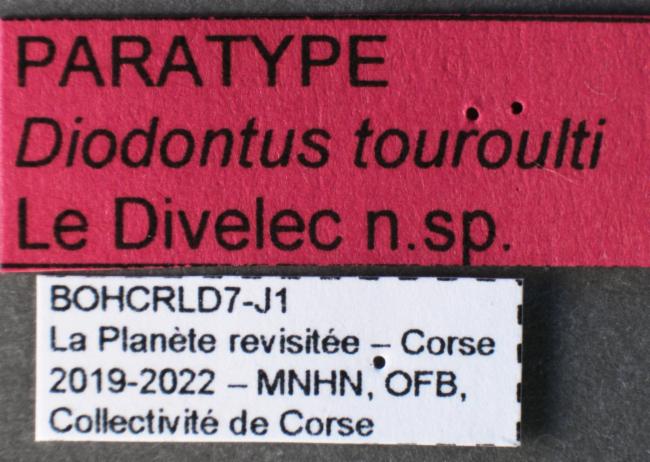 PARATYPE
Diodontus touroulti
Le Divelec n.sp.
BOHCRLD7-J1
La Planète revisitée – Corse
2019-2022 – MNHN, OFB,
Collectivité de Corse